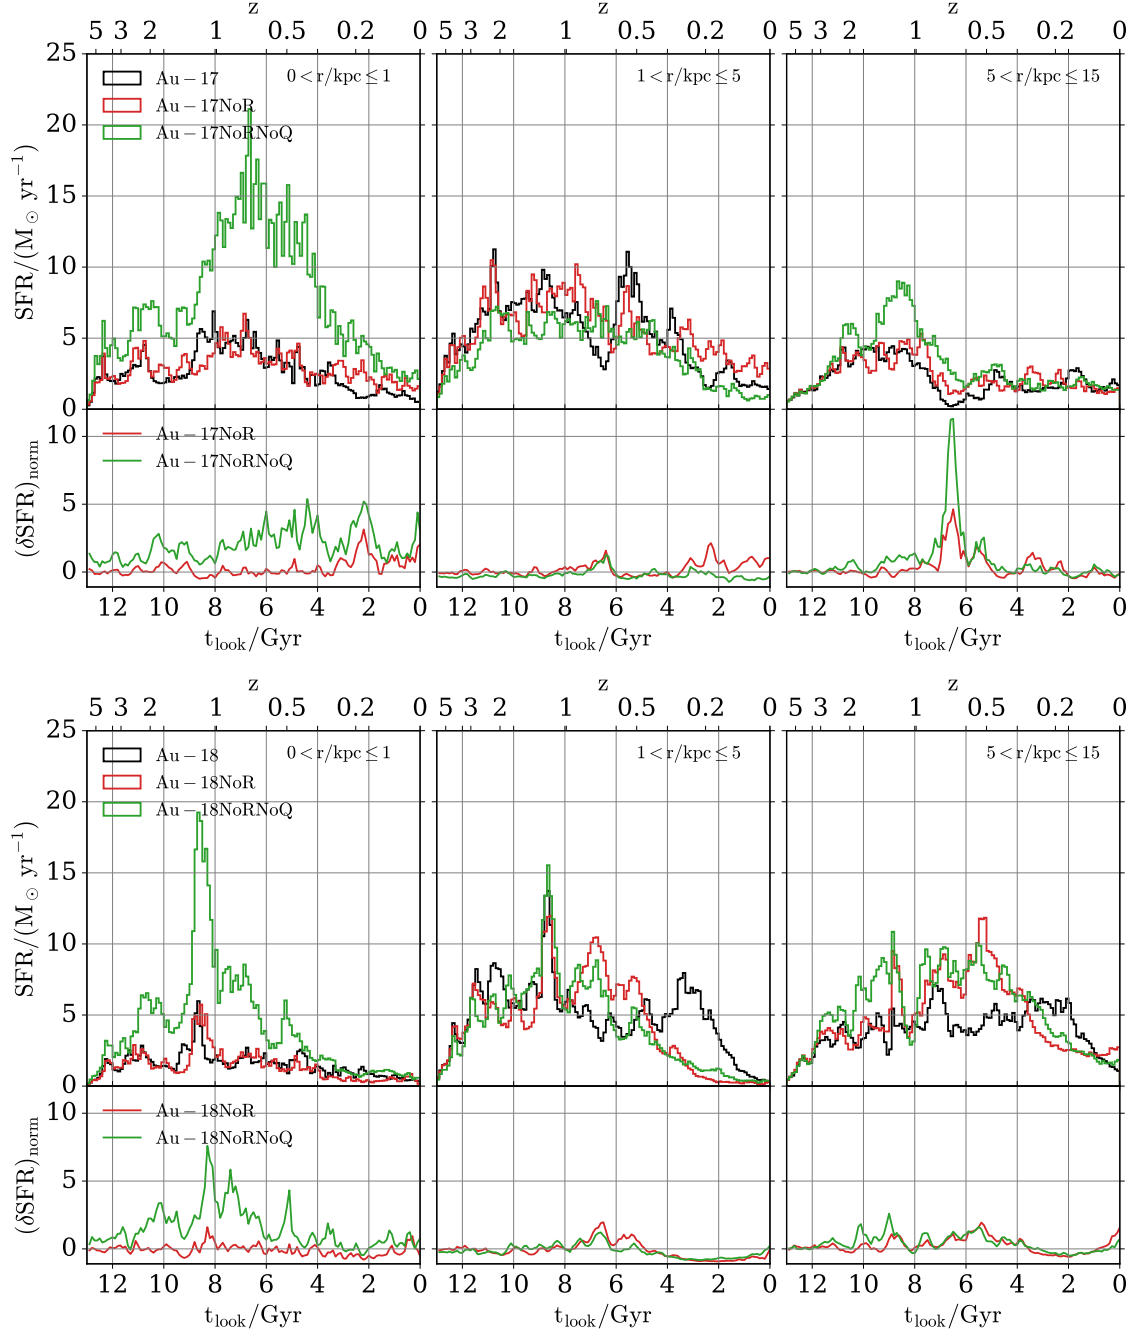 z z z
5 3 2 1 0.5 0.2 0 5 3 2 1 0.5 0.2 0 5 3 2 1 0.5 0.2 0
25
20
15
10
5
0
SFR/(M⊙ yr⁻¹)
Au − 17
Au − 17NoR
Au − 17NoRNoQ
0 < r/kpc ≤ 1
1 < r/kpc ≤ 5
5 < r/kpc ≤ 15
10
5
0
(δSFR)norm
Au − 17NoR
Au − 17NoRNoQ
12 10 8 6 4 2 0 12 10 8 6 4 2 0 12 10 8 6 4 2 0
tlook/Gyr tlook/Gyr tlook/Gyr
z z z
5 3 2 1 0.5 0.2 0 5 3 2 1 0.5 0.2 0 5 3 2 1 0.5 0.2 0
25
20
15
10
5
0
SFR/(M⊙ yr⁻¹)
Au − 18
Au − 18NoR
Au − 18NoRNoQ
0 < r/kpc ≤ 1
1 < r/kpc ≤ 5
5 < r/kpc ≤ 15
10
5
0
(δSFR)norm
Au − 18NoR
Au − 18NoRNoQ
12 10 8 6 4 2 0 12 10 8 6 4 2 0 12 10 8 6 4 2 0
tlook/Gyr tlook/Gyr tlook/Gyr